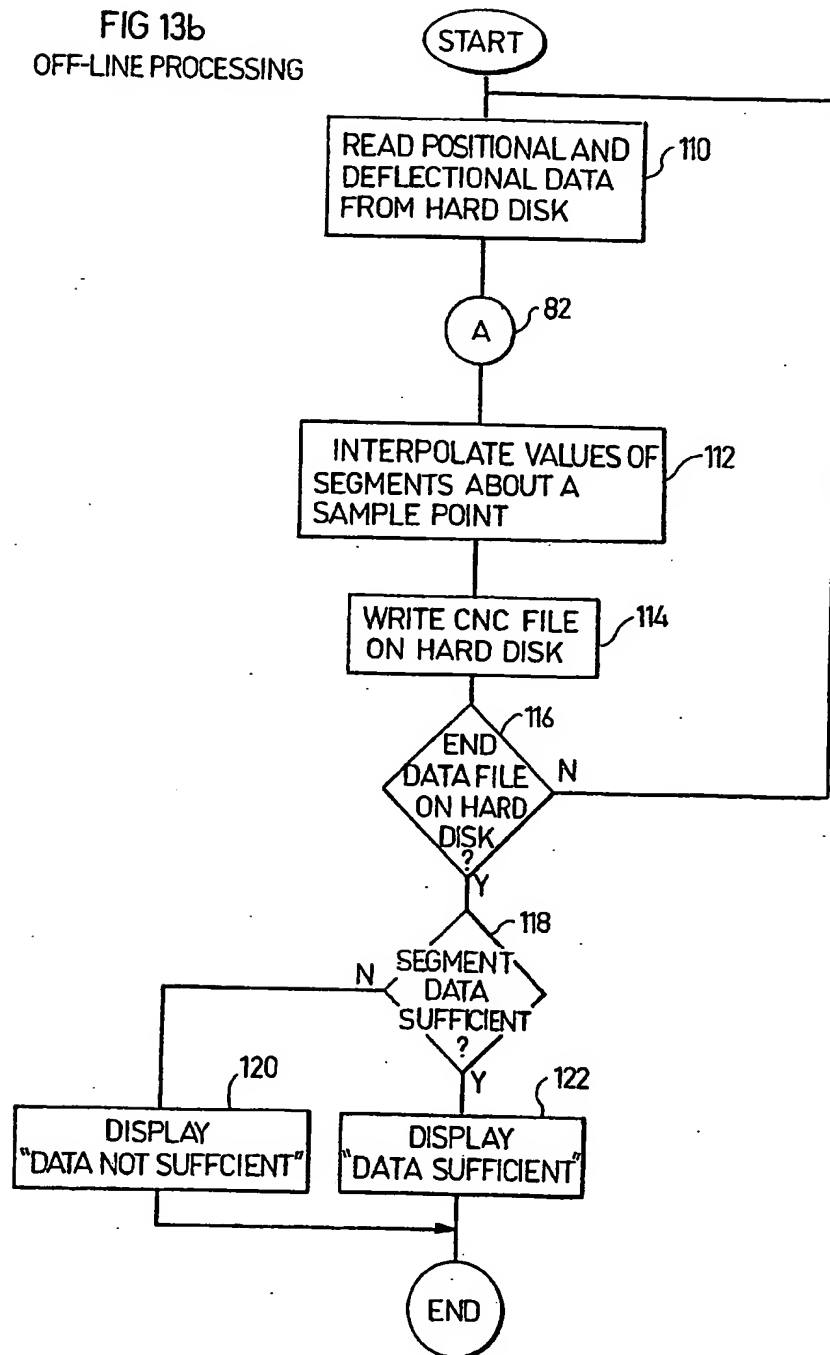 FIG 13b
OFF-LINE PROCESSING
START
READ POSITIONAL AND
DEFLECTIONAL DATA
FROM HARD DISK
110
A
82
INTERPOLATE VALUES OF
SEGMENTS ABOUT A
SAMPLE POINT
112
WRITE CNC FILE
ON HARD DISK
114
116
END
DATA FILE
ON HARD
DISK
?
N
Y
118
SEGMENT
DATA
SUFFICIENT
?
N
Y
120
DISPLAY
"DATA NOT SUFFCIENT"
122
DISPLAY
"DATA SUFFICIENT"
END